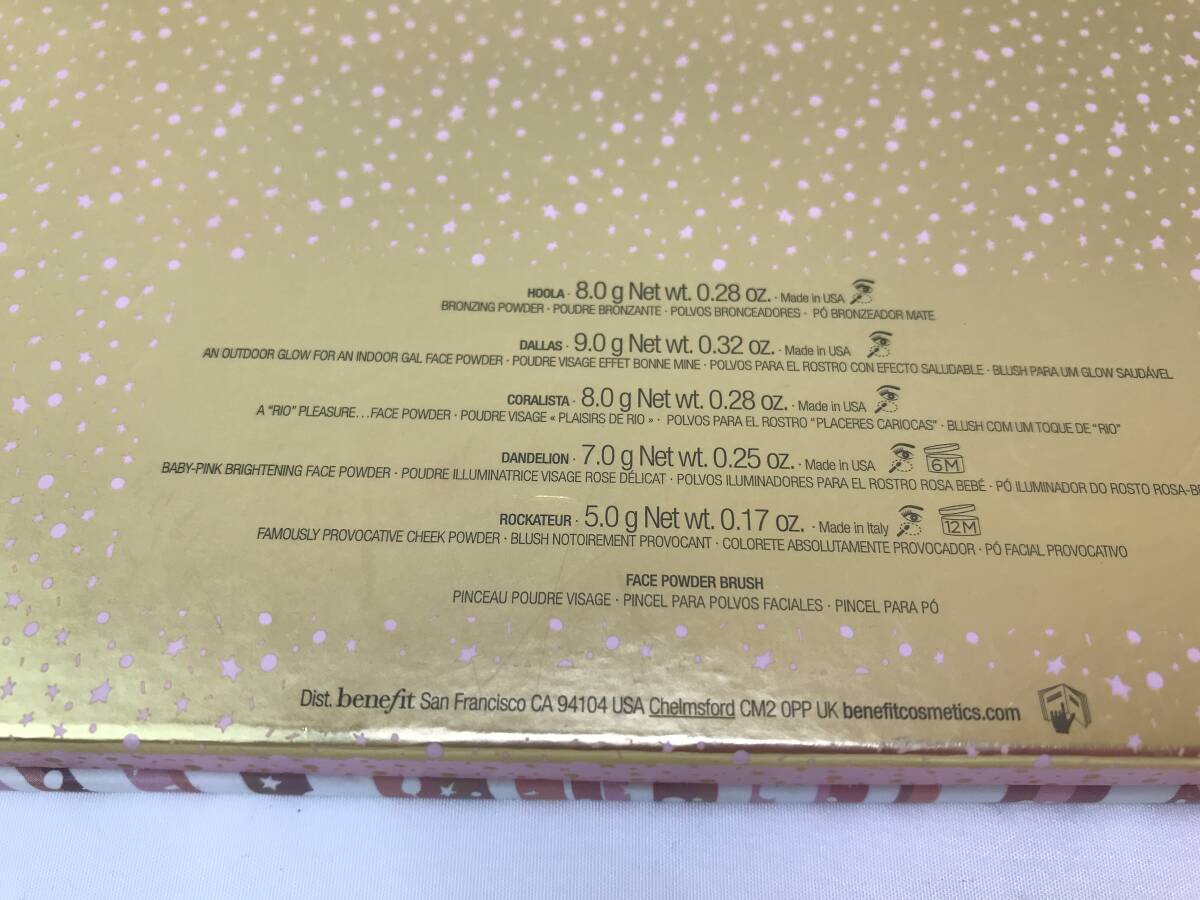 HOOLA · 8.0 g Net wt. 0.28 oz. · Made in USA
BRONZING POWDER · POUDRE BRONZANTE · POLVOS BRONCEADORES · PÓ BRONZEADOR MATE
DALLAS · 9.0 g Net wt. 0.32 oz. · Made in USA
AN OUTDOOR GLOW FOR AN INDOOR GAL FACE POWDER · POUDRE VISAGE EFFET BONNE MINE · POLVOS PARA EL ROSTRO CON EFECTO SALUDABLE · BLUSH PARA UM GLOW SAUDÁVEL
CORALISTA · 8.0 g Net wt. 0.28 oz. · Made in USA
A "RIO" PLEASURE...FACE POWDER · POUDRE VISAGE « PLAISIRS DE RIO » · POLVOS PARA EL ROSTRO "PLACERES CARIOCAS" · BLUSH COM UM TOQUE DE "RIO"
DANDELION · 7.0 g Net wt. 0.25 oz. · Made in USA 6M
BABY-PINK BRIGHTENING FACE POWDER · POUDRE ILLUMINATRICE VISAGE ROSE DÉLICAT · POLVOS ILUMINADORES PARA EL ROSTRO ROSA BEBÉ · PÓ ILUMINADOR DO ROSTO
ROCKATEUR · 5.0 g Net wt. 0.17 oz. · Made in Italy 12M
FAMOUSLY PROVOCATIVE CHEEK POWDER · BLUSH NOTOIREMENT PROVOCANT · COLORETE ABSOLUTAMENTE PROVOCADOR · PÓ FACIAL PROVOCATIVO
FACE POWDER BRUSH
PINCEAU POUDRE VISAGE · PINCEL PARA POLVOS FACIALES · PINCEL PARA PÓ
Dist. benefit San Francisco CA 94104 USA Chelmsford CM2 0PP UK benefitcosmetics.com